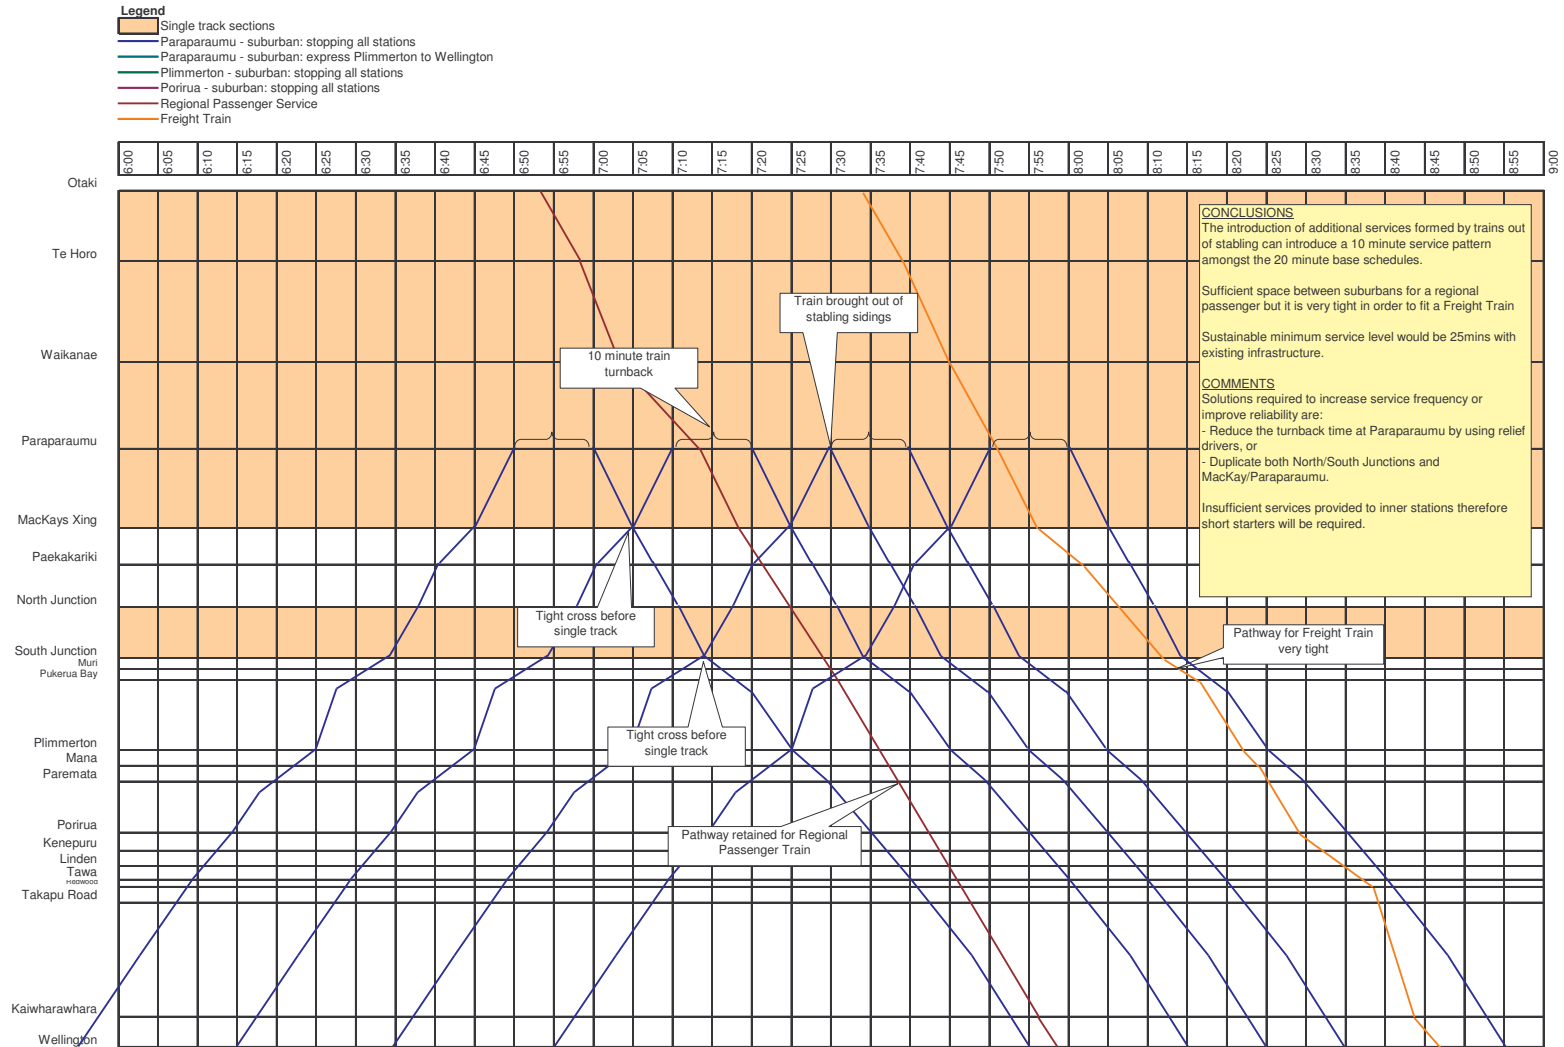 Legend
Single track sections
Paraparaumu - suburban: stopping all stations
Paraparaumu - suburban: express Plimmerton to Wellington
Plimmerton - suburban: stopping all stations
Porirua - suburban: stopping all stations
Regional Passenger Service
Freight Train
6:00 6:05 6:10 6:15 6:20 6:25 6:30 6:35 6:40 6:45 6:50 6:55 7:00 7:05 7:10 7:15 7:20 7:25 7:30 7:35 7:40 7:45 7:50 7:55 8:00 8:05 8:10 8:15 8:20 8:25 8:30 8:35 8:40 8:45 8:50 8:55 9:00
Otaki
Te Horo
Waikanae
Paraparaumu
MacKays Xing
Paekakariki
North Junction
South Junction
Muri
Pukerua Bay
Plimmerton
Mana
Paremata
Porirua
Kenepuru
Linden
Tawa
Redwood
Takapu Road
Kaiwharawhara
Wellington
10 minute train
turnback
Train brought out of
stabling sidings
Tight cross before
single track
Tight cross before
single track
Pathway retained for Regional
Passenger Train
Pathway for Freight Train
very tight
CONCLUSIONS
The introduction of additional services formed by trains out
of stabling can introduce a 10 minute service pattern
amongst the 20 minute base schedules.
Sufficient space between suburbans for a regional
passenger but it is very tight in order to fit a Freight Train
Sustainable minimum service level would be 25mins with
existing infrastructure.
COMMENTS
Solutions required to increase service frequency or
improve reliability are:
- Reduce the turnback time at Paraparaumu by using relief
drivers, or
- Duplicate both North/South Junctions and
MacKay/Paraparaumu.
Insufficient services provided to inner stations therefore
short starters will be required.